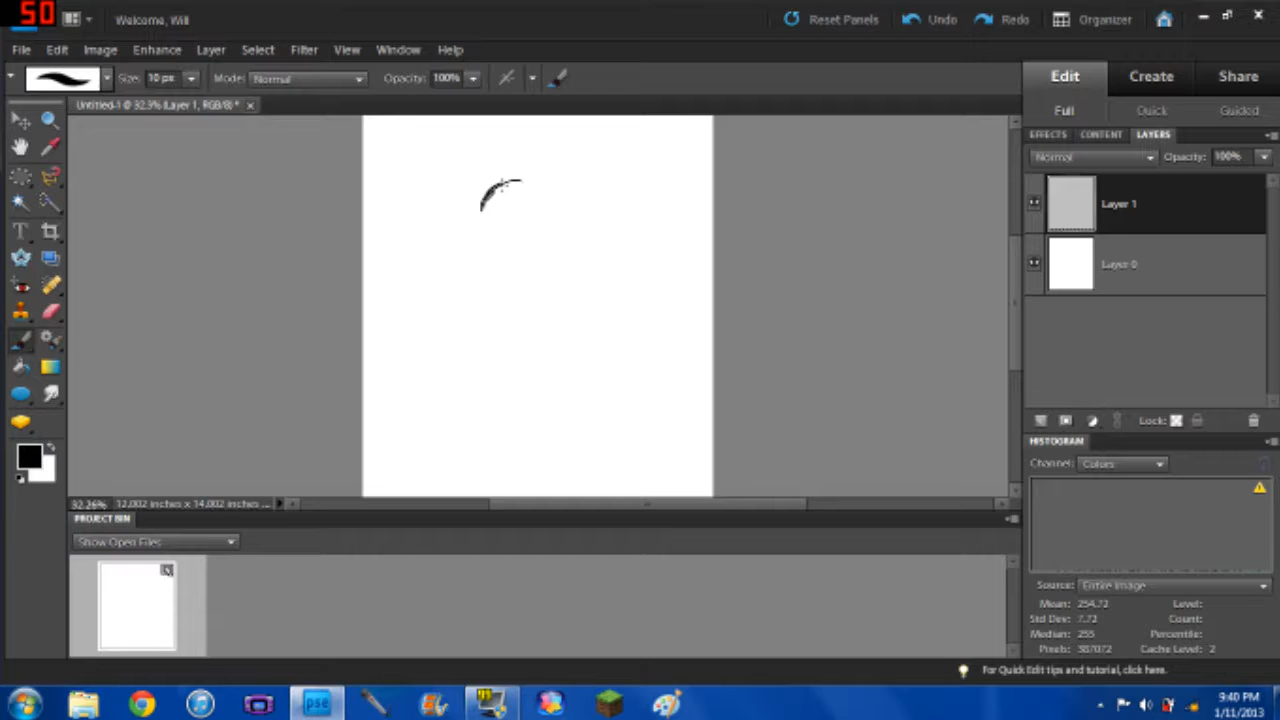 50
Welcome, Will
Reset Panels
Undo
Redo
Organizer
File Edit Image Enhance Layer Select Filter View Window Help
Size: 10 px
Mode: Normal
Opacity: 100%
Edit
Create
Share
Full
Quick
Guided
Untitled-1 @ 32.3% (Layer 1, RGB/8) *
EFFECTS CONTENT LAYERS
Normal
Opacity: 100%
Layer 1
Layer 0
Lock:
HISTOGRAM
Channel: Colors
Source: Entire Image
Mean: 254.72
Level:
Std Dev: 7.72
Count:
Median: 255
Percentile:
Pixels: 387072
Cache Level: 2
32.26%
12.002 inches x 14.002 inches ...
PROJECT BIN
Show Open Files
For Quick Edit tips and tutorial, click here.
pse
9:40 PM
1/11/2013